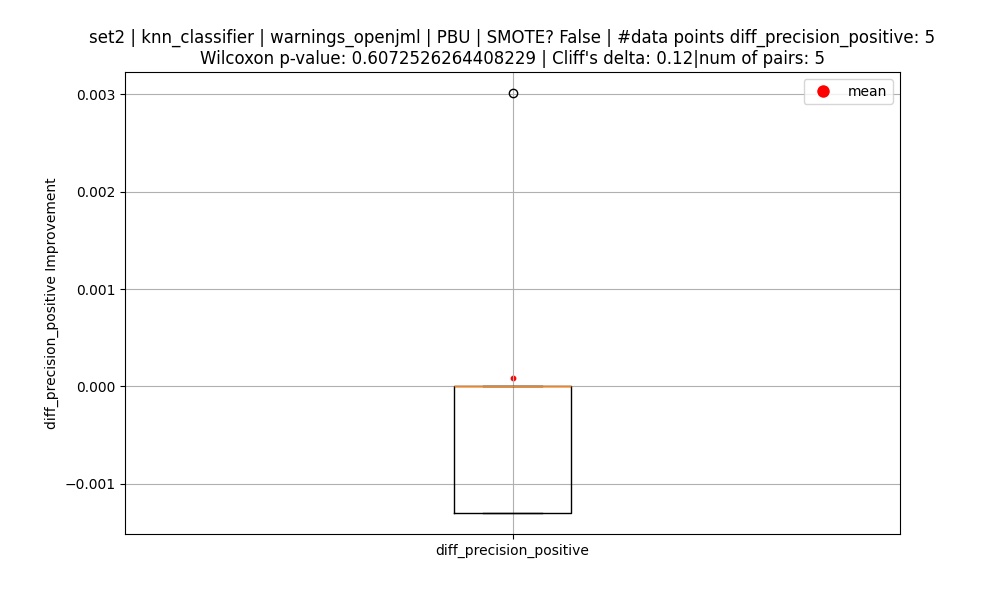 set2 | knn_classifier | warnings_openjml | PBU | SMOTE? False | #data points diff_precision_positive: 5
Wilcoxon p-value: 0.6072526264408229 | Cliff's delta: 0.12|num of pairs: 5
mean
0.003
0.002
0.001
0.000
−0.001
diff_precision_positive Improvement
diff_precision_positive